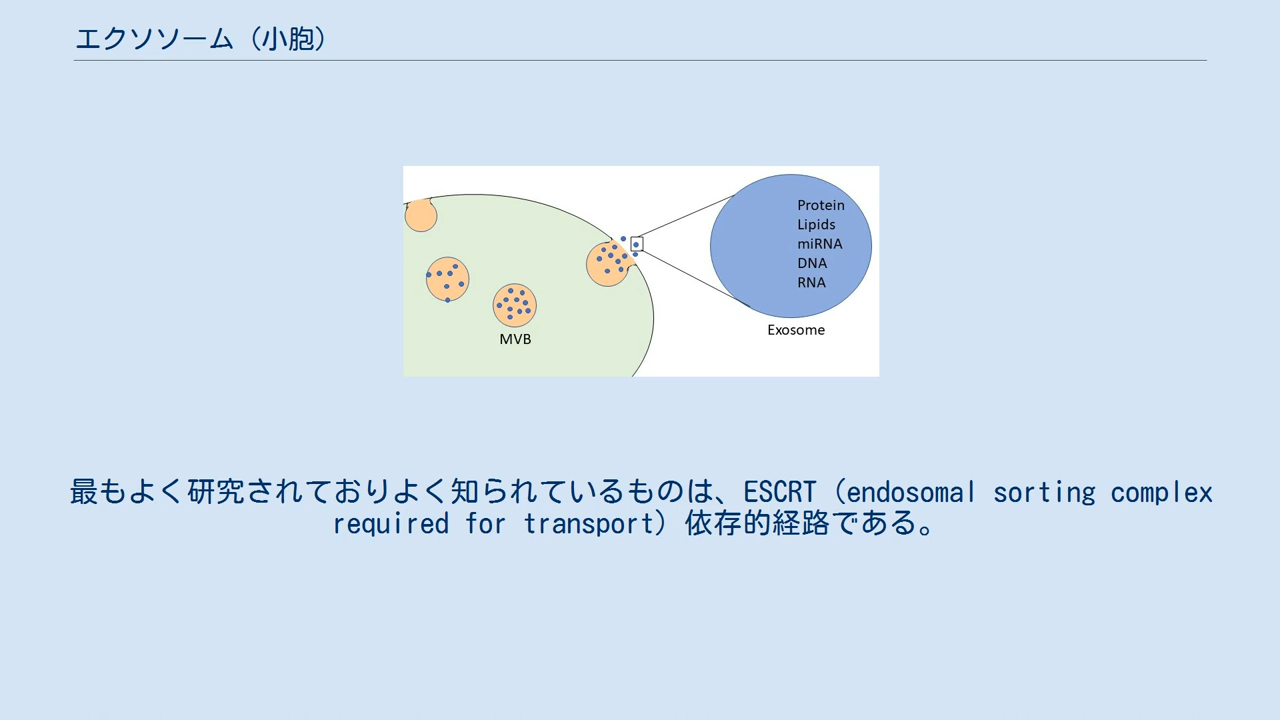 エクソソーム（小胞）
Protein
Lipids
miRNA
DNA
RNA
Exosome
MVB
最もよく研究されておりよく知られているものは、ESCRT（endosomal sorting complex
required for transport）依存的経路である。